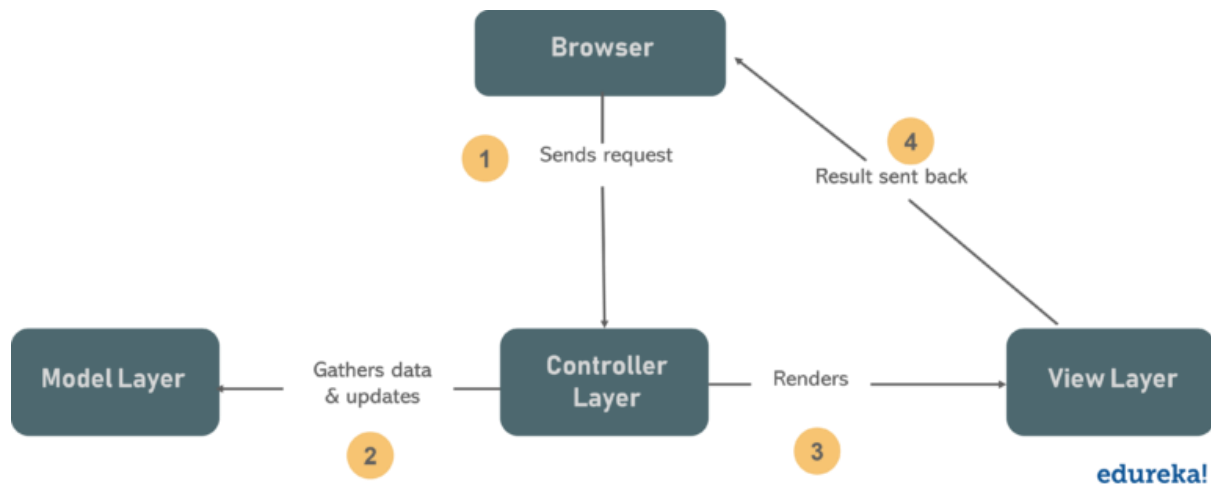 Browser
1
Sends request
4
Result sent back
Model Layer
Gathers data
& updates
2
Controller
Layer
Renders
3
View Layer
edureka!